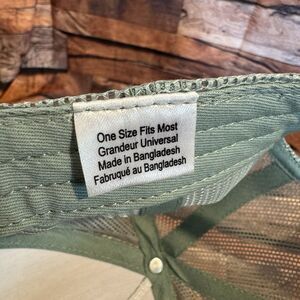 One Size Fits Most
Grandeur Universal
Made in Bangladesh
Fabruqué au Bangladesh